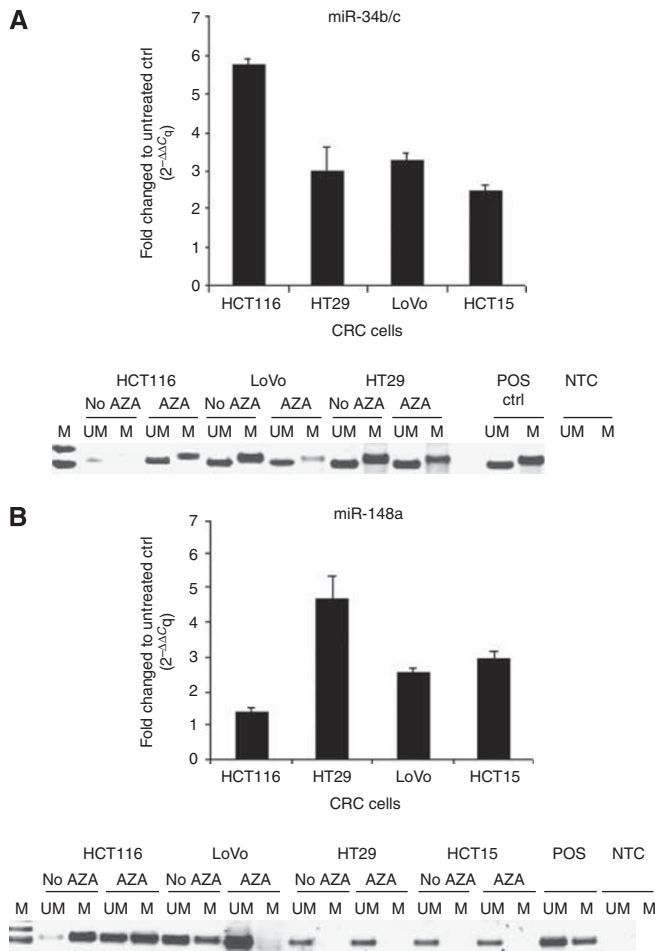 A
miR-34b/c
Fold changed to untreated ctrl
(2−ΔΔCq)
7
6
5
4
3
2
1
0
HCT116 HT29 LoVo HCT15
CRC cells
HCT116 LoVo HT29 POS ctrl NTC
No AZA AZA No AZA AZA No AZA AZA
M UM M UM M UM M UM M UM M UM M UM M UM M
B
miR-148a
Fold changed to untreated ctrl
(2−ΔΔCq)
7
6
5
4
3
2
1
0
HCT116 HT29 LoVo HCT15
CRC cells
HCT116 LoVo HT29 HCT15 POS NTC
No AZA AZA No AZA AZA No AZA AZA No AZA AZA
M UM M UM M UM M UM M UM M UM M UM M UM M UM M UM M